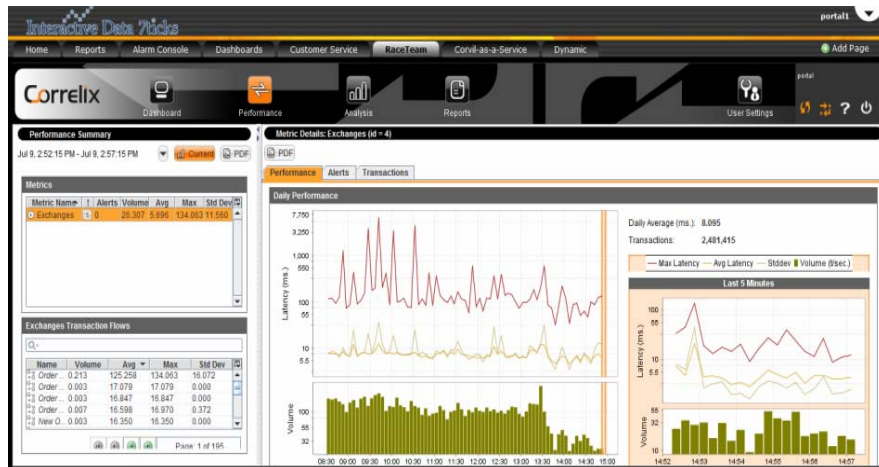 portal1
Interactive Data 7ticks
Home Reports Alarm Console Dashboards Customer Service RaceTeam Corvil-as-a-Service Dynamic Add Page
Correlix
portal
Dashboard Performance Analysis Reports User Settings
Performance Summary
Jul 9, 2:52:15 PM - Jul 9, 2:57:15 PM Current PDF
Metrics
Metric Name ! Alerts Volume Avg Max Std Dev
Exchanges 0 26.307 5.696 134.063 11.560
Exchanges Transaction Flows
Name Volume Avg Max Std Dev
Order ... 0.213 125.258 134.063 16.072
Order ... 0.003 17.079 17.079 0.000
Order ... 0.003 16.847 16.847 0.000
Order ... 0.007 16.598 16.970 0.372
New O... 0.003 16.350 16.350 0.000
Page: 1 of 195
Metric Details: Exchanges (id = 4)
PDF
Performance Alerts Transactions
Daily Performance
Latency (ms.)
7,750
3,250
1,000
550
100
55
10
5.5
Volume
100
55
32
08:30 09:00 09:30 10:00 10:30 11:00 11:30 12:00 12:30 13:00 13:30 14:00 14:30 15:00
Daily Average (ms.): 8.095
Transactions: 2,481,415
Max Latency Avg Latency Stddev Volume (t/sec.)
Last 5 Minutes
Latency (ms.)
100
55
10
5.5
Volume
55
32
10
14:52 14:53 14:54 14:55 14:56 14:57